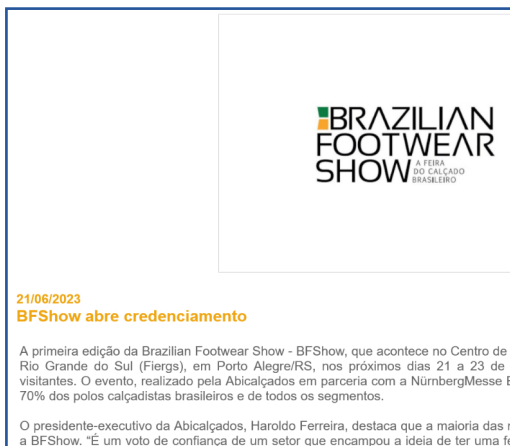 BRAZILIAN
FOOTWEAR
SHOW
A FEIRA
DO CALÇADO
BRASILEIRO
21/06/2023
BFShow abre credenciamento
A primeira edição da Brazilian Footwear Show - BFShow, que acontece no Centro de
Rio Grande do Sul (Fiergs), em Porto Alegre/RS, nos próximos dias 21 a 23 de
visitantes. O evento, realizado pela Abicalçados em parceria com a NürnbergMesse
70% dos polos calçadistas brasileiros e de todos os segmentos.
O presidente-executivo da Abicalçados, Haroldo Ferreira, destaca que a maioria das
a BFShow. “É um voto de confiança de um setor que encampou a ideia de ter uma